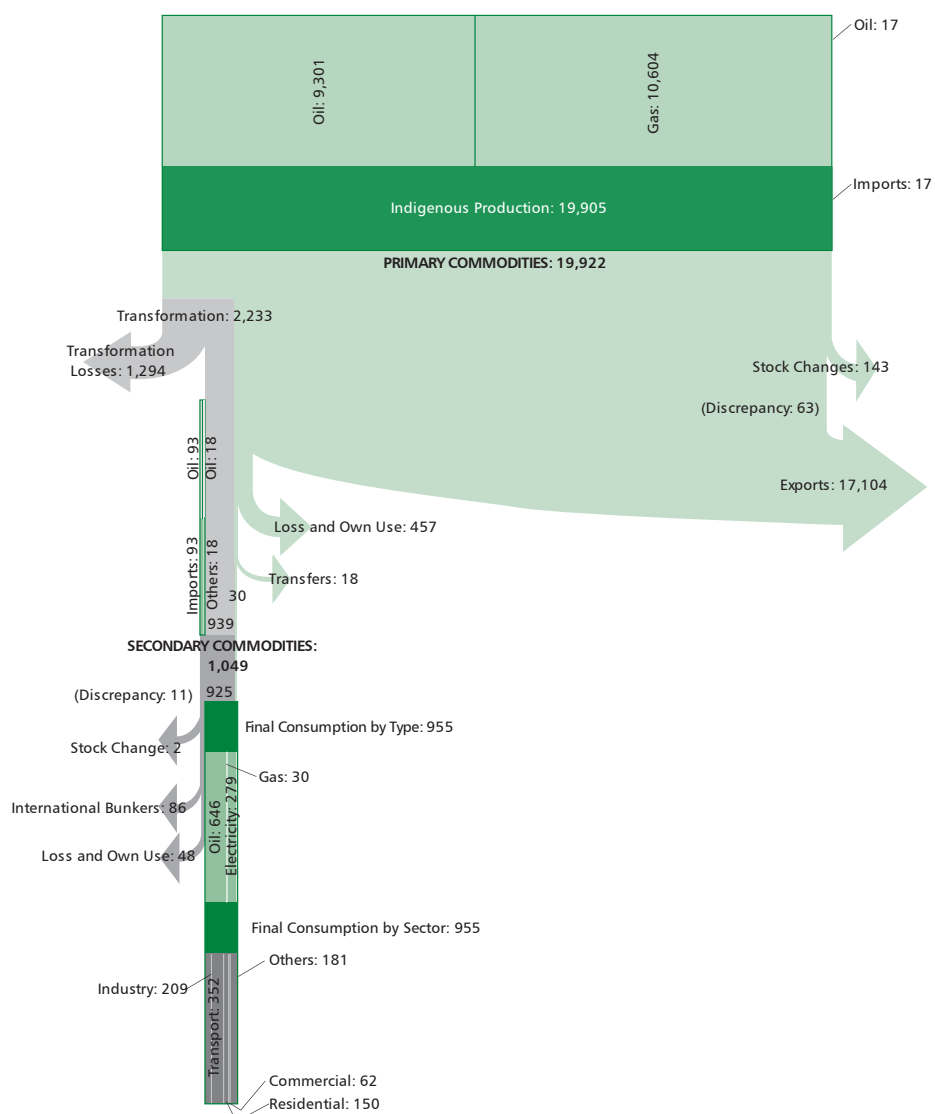 Oil: 17
Oil: 9,301
Gas: 10,604
Imports: 17
Indigenous Production: 19,905
PRIMARY COMMODITIES: 19,922
Transformation: 2,233
Transformation
Losses: 1,294
Stock Changes: 143
(Discrepancy: 63)
Oil: 93
Oil: 18
Exports: 17,104
Loss and Own Use: 457
Imports: 93
Others: 18
Transfers: 18
30
939
SECONDARY COMMODITIES:
1,049
925
(Discrepancy: 11)
Final Consumption by Type: 955
Stock Change: 2
Gas: 30
International Bunkers: 86
Oil: 646
Electricity: 279
Loss and Own Use: 48
Final Consumption by Sector: 955
Others: 181
Industry: 209
Transport: 352
Commercial: 62
Residential: 150